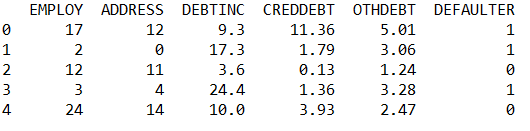 EMPLOY ADDRESS DEBTINC CREDDEBT OTHDEBT DEFAULTER
0 17 12 9.3 11.36 5.01 1
1 2 0 17.3 1.79 3.06 1
2 12 11 3.6 0.13 1.24 0
3 3 4 24.4 1.36 3.28 1
4 24 14 10.0 3.93 2.47 0